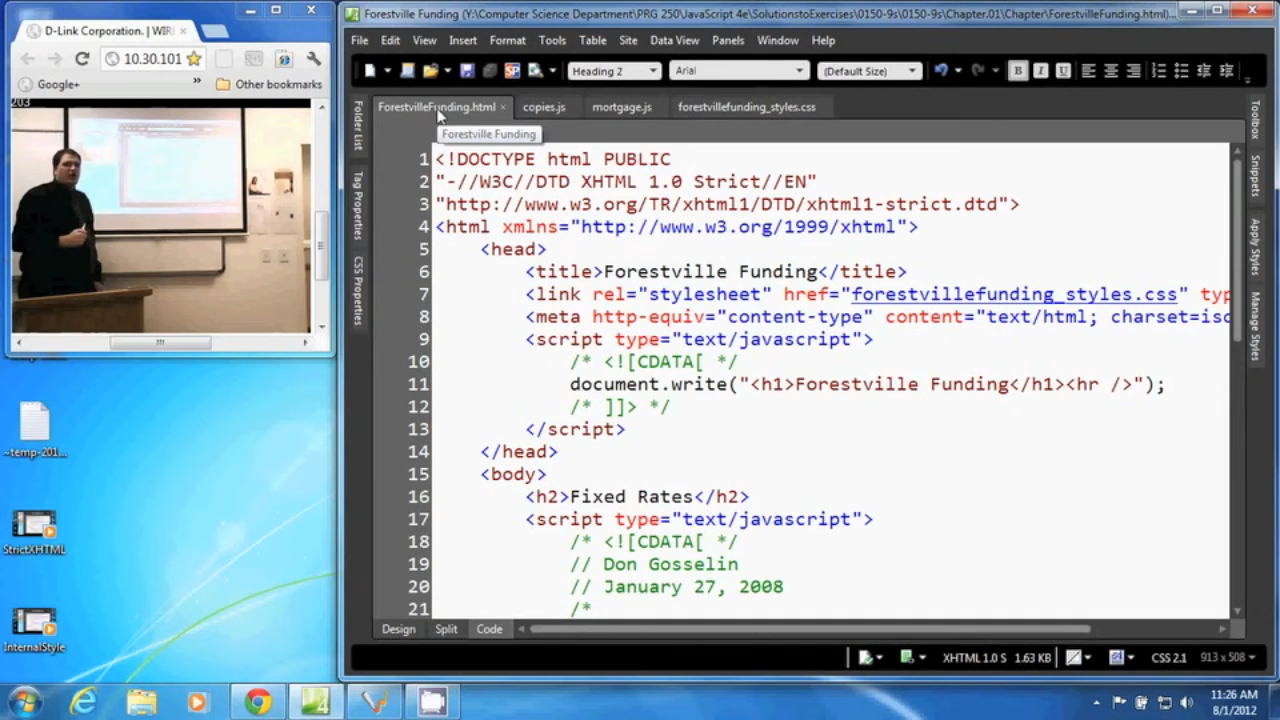 D-Link Corporation. | WIRI
10.30.101
Google+
»
Other bookmarks
203
~temp-201...
StrictXHTML
InternalStyle
Forestville Funding (Y:\Computer Science Department\PRG 250\JavaScript 4e\SolutionstoExercises\0150-9s\0150-9s\Chapter.01\Chapter\ForestvilleFunding.html)...
File Edit View Insert Format Tools Table Site Data View Panels Window Help
Heading 2 Arial (Default Size) B I U
ForestvilleFunding.html × copies.js mortgage.js forestvillefunding_styles.css
Forestville Funding
Folder List
Tag Properties
CSS Properties
1 <!DOCTYPE html PUBLIC
2 "-//W3C//DTD XHTML 1.0 Strict//EN"
3 "http://www.w3.org/TR/xhtml1/DTD/xhtml1-strict.dtd">
4 <html xmlns="http://www.w3.org/1999/xhtml">
5 <head>
6 <title>Forestville Funding</title>
7 <link rel="stylesheet" href="forestvillefunding_styles.css" typ
8 <meta http-equiv="content-type" content="text/html; charset=iso
9 <script type="text/javascript">
10 /* <![CDATA[ */
11 document.write("<h1>Forestville Funding</h1><hr />");
12 /* ]]> */
13 </script>
14 </head>
15 <body>
16 <h2>Fixed Rates</h2>
17 <script type="text/javascript">
18 /* <![CDATA[ */
19 // Don Gosselin
20 // January 27, 2008
21 /*
Toolbox
Snippets
Apply Styles
Manage Styles
Design Split Code
XHTML 1.0 S 1.63 KB CSS 2.1 913 x 508
11:26 AM
8/1/2012